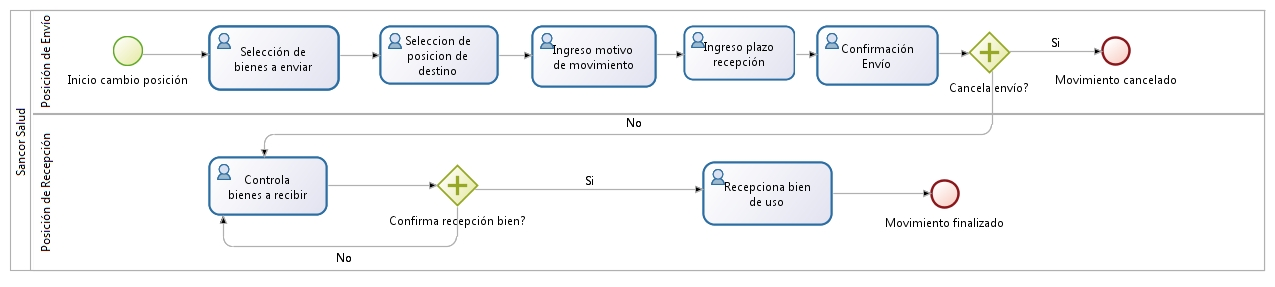 Sancor Salud
Posición de Envío
Inicio cambio posición
Selección de
bienes a enviar
Seleccion de
posicion de
destino
Ingreso motivo
de movimiento
Ingreso plazo
recepción
Confirmación
Envío
Cancela envío?
Si
Movimiento cancelado
No
Posición de Recepción
Controla
bienes a recibir
Confirma recepción bien?
Si
No
Recepciona bien
de uso
Movimiento finalizado